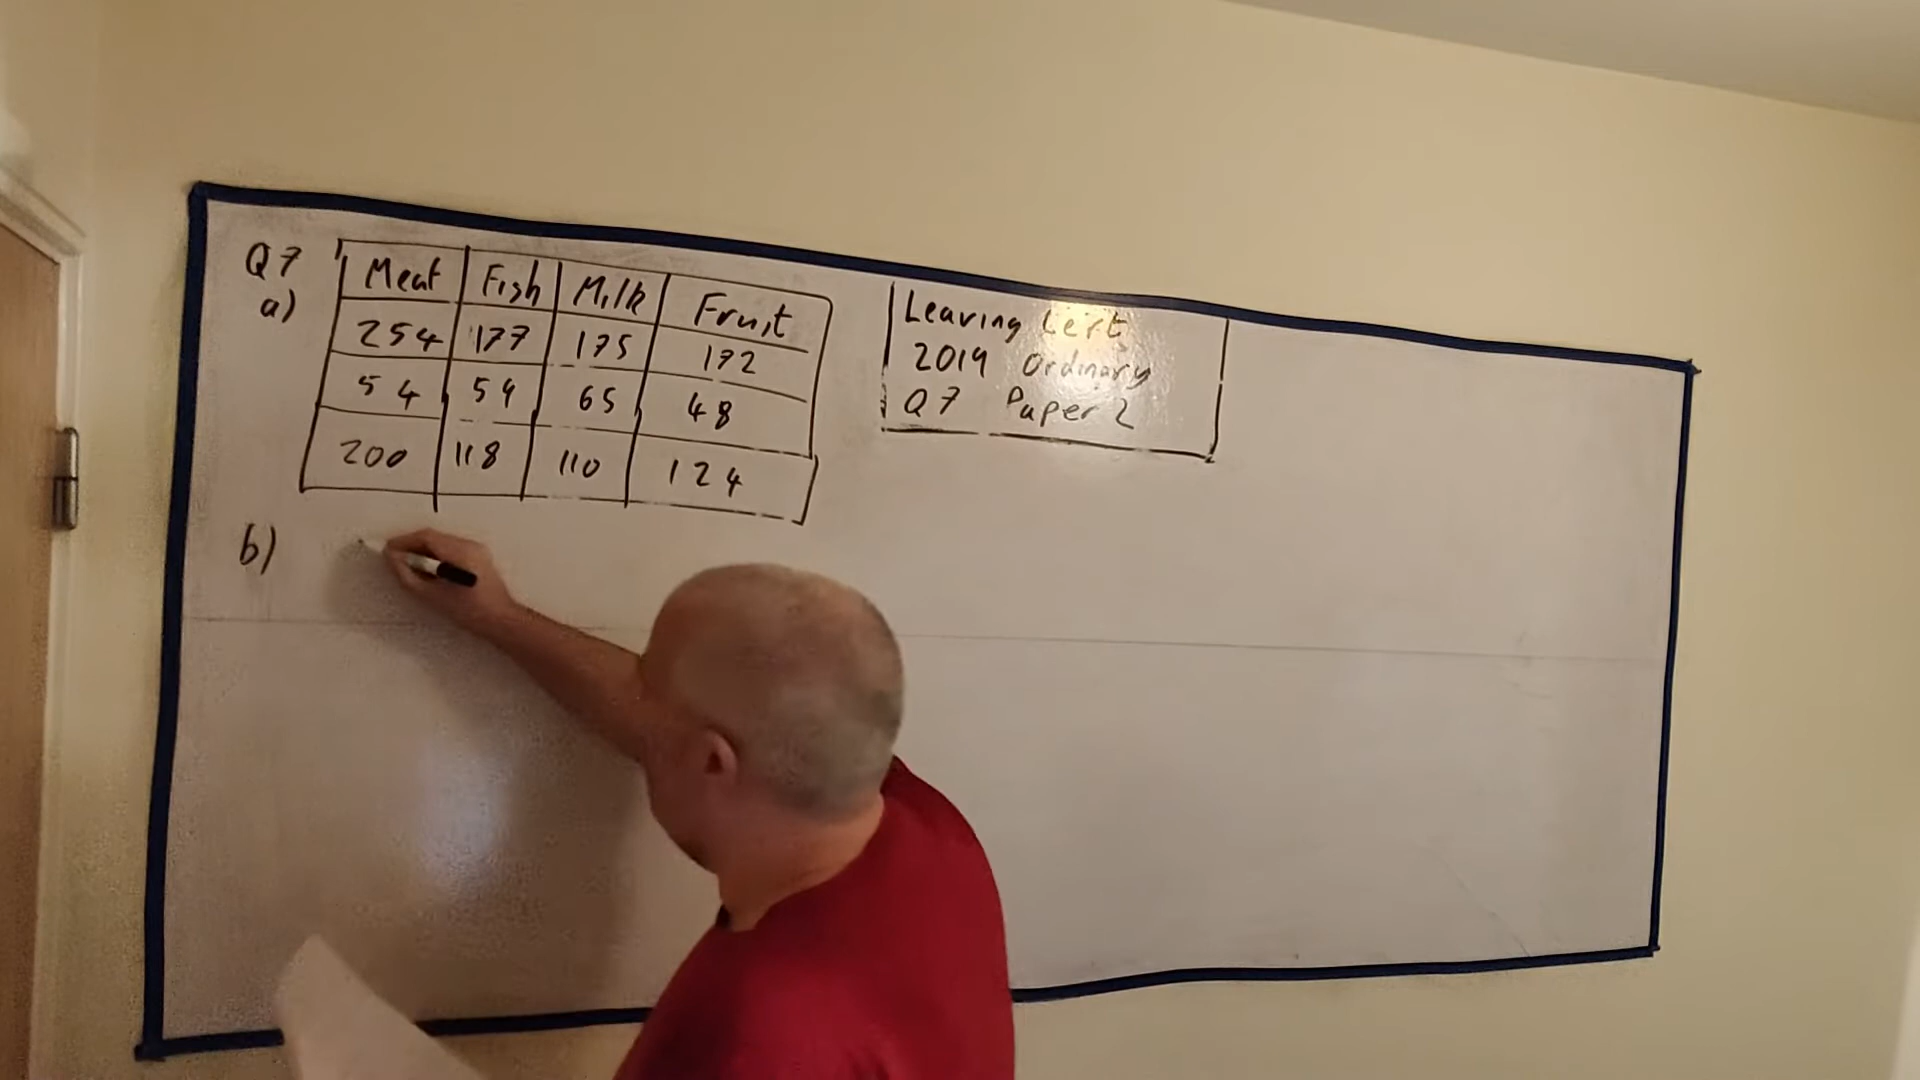 Q7
a)
Meat Fish Milk Fruit
254 177 175 172
54 59 65 48
200 118 110 124
b)
Leaving Cert
2019 Ordinary
Q7 Paper 2